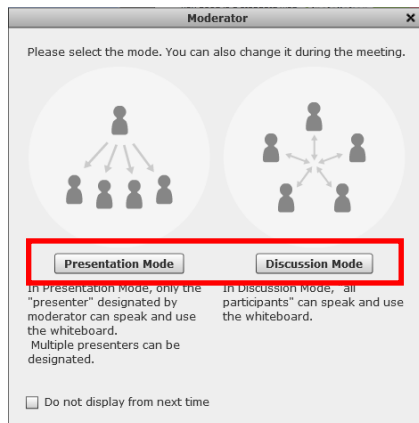 Moderator
Please select the mode. You can also change it during the meeting.
Presentation Mode
Discussion Mode
In Presentation Mode, only the
"presenter" designated by
moderator can speak and use
the whiteboard.
Multiple presenters can be
designated.
In Discussion Mode, "all
participants" can speak and use
the whiteboard.
Do not display from next time